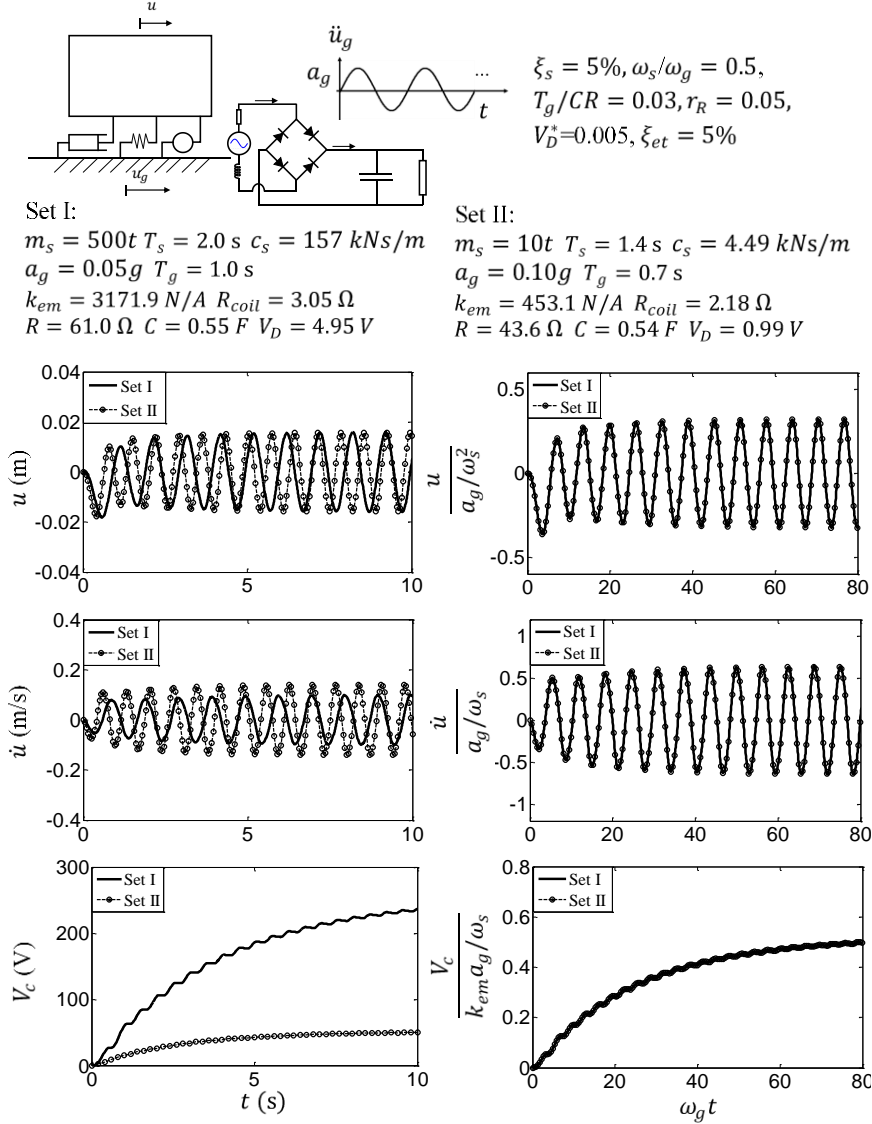 u
ü_g
a_g
...
t
u_g
ξ_s = 5%, ω_s/ω_g = 0.5,
T_g/CR = 0.03, r_R = 0.05,
V_D^*=0.005, ξ_et = 5%
Set I:
m_s = 500t T_s = 2.0 s c_s = 157 kNs/m
a_g = 0.05g T_g = 1.0 s
k_em = 3171.9 N/A R_coil = 3.05 Ω
R = 61.0 Ω C = 0.55 F V_D = 4.95 V
Set II:
m_s = 10t T_s = 1.4 s c_s = 4.49 kNs/m
a_g = 0.10g T_g = 0.7 s
k_em = 453.1 N/A R_coil = 2.18 Ω
R = 43.6 Ω C = 0.54 F V_D = 0.99 V
0.04
0.02
0
-0.02
-0.04
u (m)
Set I
Set II
0
5
10
0.5
0
-0.5
u
a_g/ω_s^2
Set I
Set II
0
20
40
60
80
0.4
0.2
0
-0.2
-0.4
u̇ (m/s)
Set I
Set II
0
5
10
1
0.5
0
-0.5
-1
u̇
a_g/ω_s
Set I
Set II
0
20
40
60
80
300
200
100
0
V_c (V)
Set I
Set II
0
5
10
t (s)
0.8
0.6
0.4
0.2
0
V_c
k_em a_g/ω_s
Set I
Set II
0
20
40
60
80
ω_g t